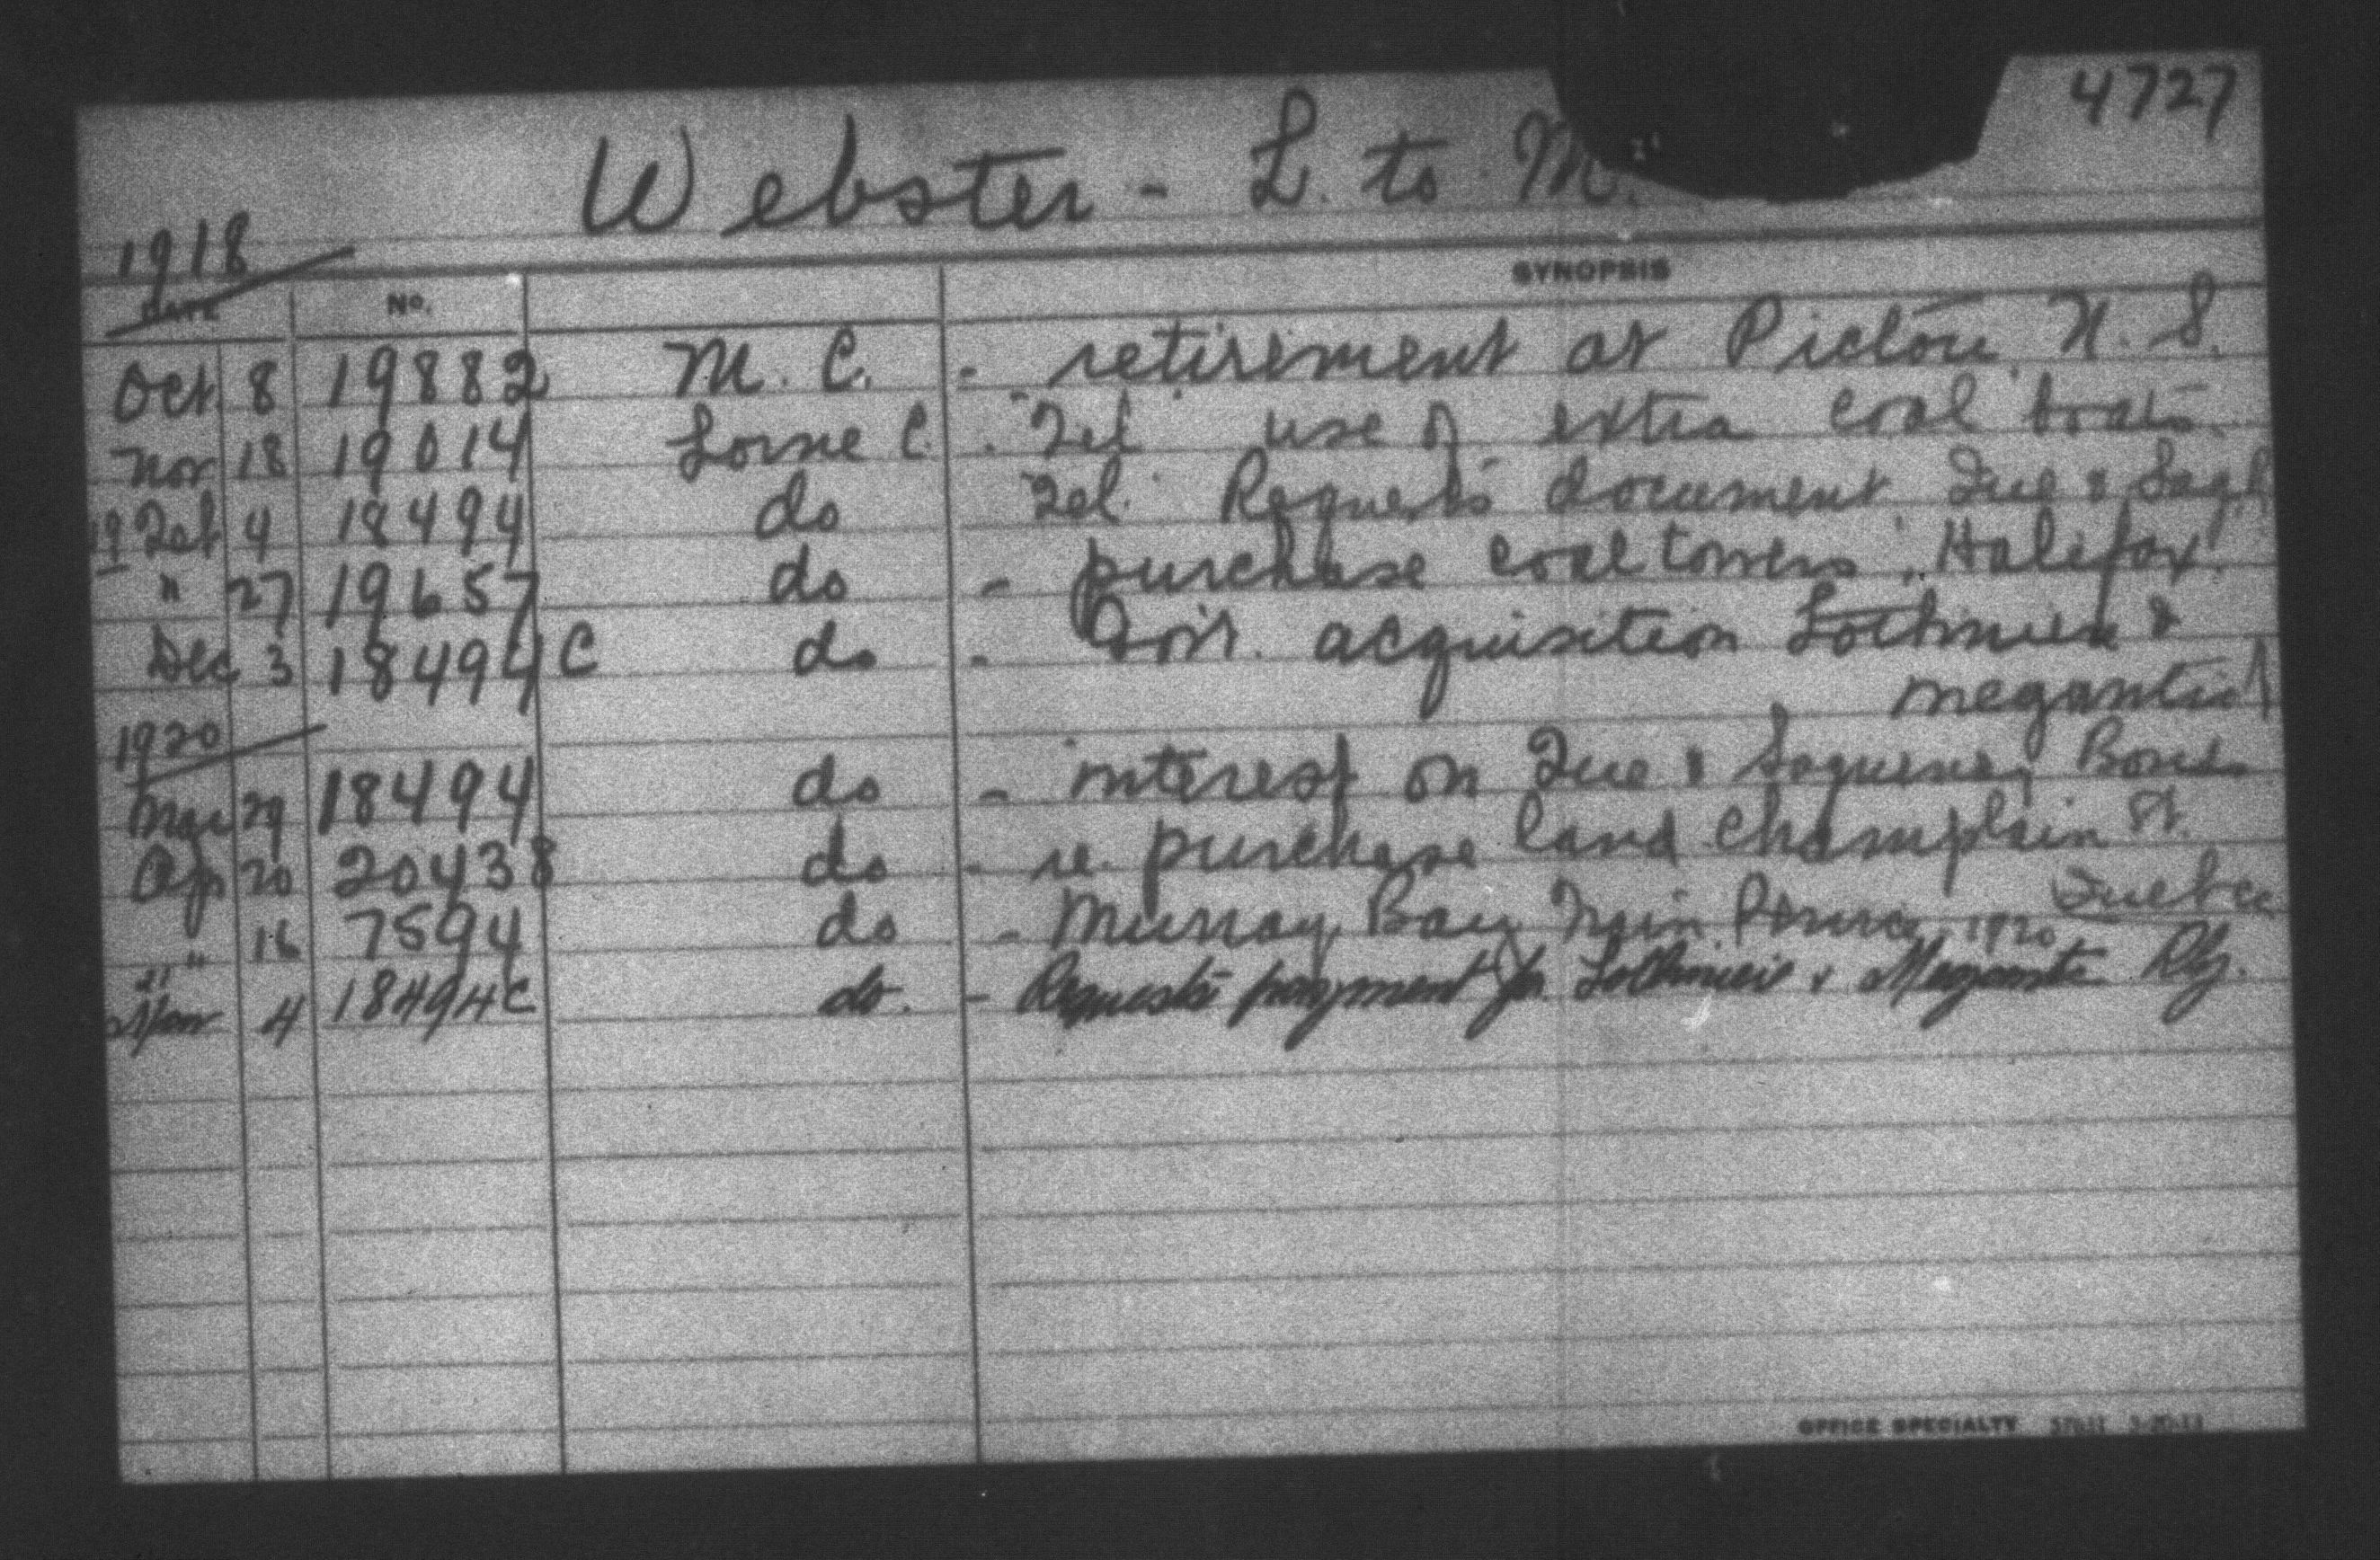 4727
Webster - L. to M.
1918
SYNOPSIS
DATE No.
Oct 8 19882 M. C. - retirement at Pictou N. S.
Nov 18 19014 Lorne C. - Tel use of extra coal boats.
19 Feb 4 18494 do Tel. Requests document Que & Sag.
" 27 19657 do - purchase coal towers Halifax.
Dec 3 18494C do - acquisition Lotbiniere &
Megantic
1920
Mar 29 18494 do - interest on Que & Saguenay Bonds
Ap 20 20438 do - re. purchase land Champlain St.
Quebec
" 16 7594 do - Murray Bay 1920
Mar 4 18494C do. - Requests payment for Lotbiniere & Megantic Ry.
OFFICE SPECIALTY